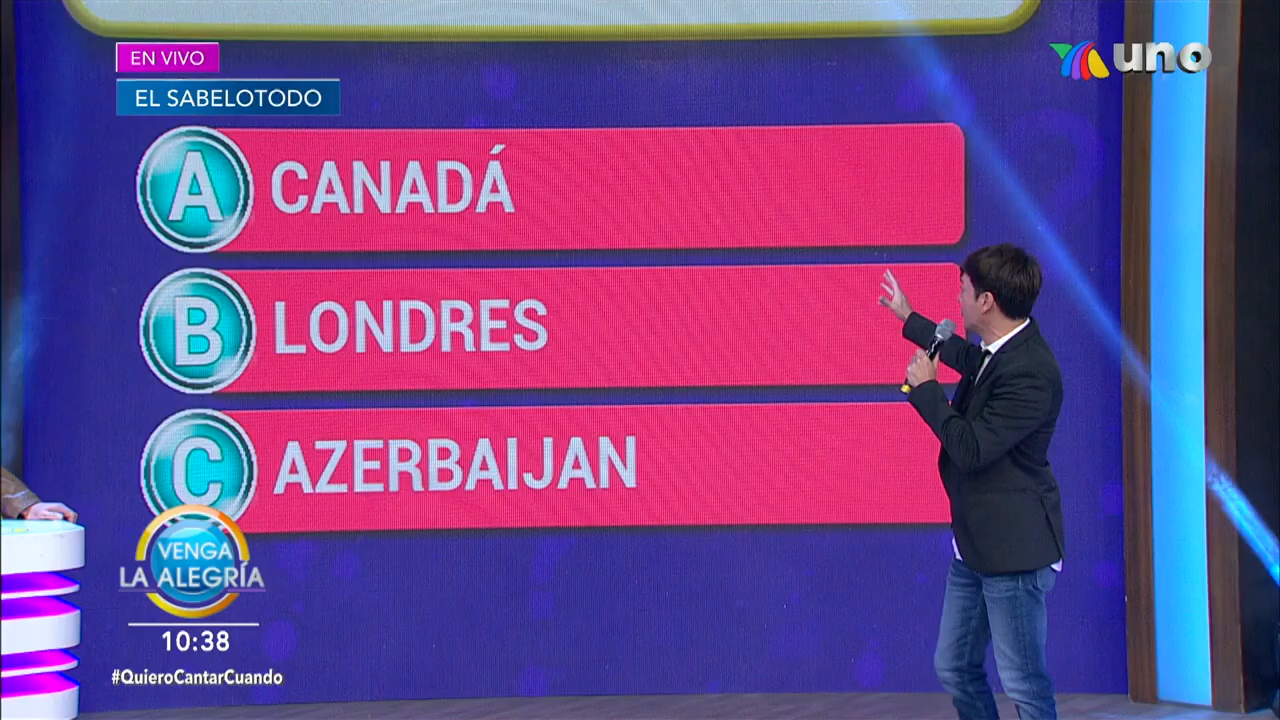 EN VIVO
uno
EL SABELOTODO
A CANADÁ
B LONDRES
C AZERBAIJAN
VENGA
LA ALEGRÍA
10:38
#QuieroCantarCuando